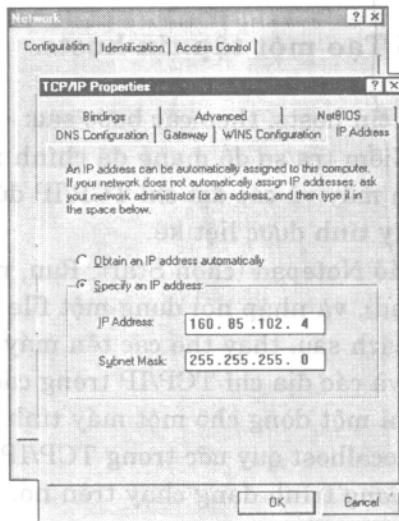 Network
Configuration Identification Access Control
TCP/IP Properties
Bindings Advanced NetBIOS
DNS Configuration Gateway WINS Configuration IP Address
An IP address can be automatically assigned to this computer.
If your network does not automatically assign IP addresses, ask
your network administrator for an address, and then type it in
the space below.
Obtain an IP address automatically
Specify an IP address:
IP Address: 160. 85 .102. 4
Subnet Mask: 255.255.255. 0
OK Cancel